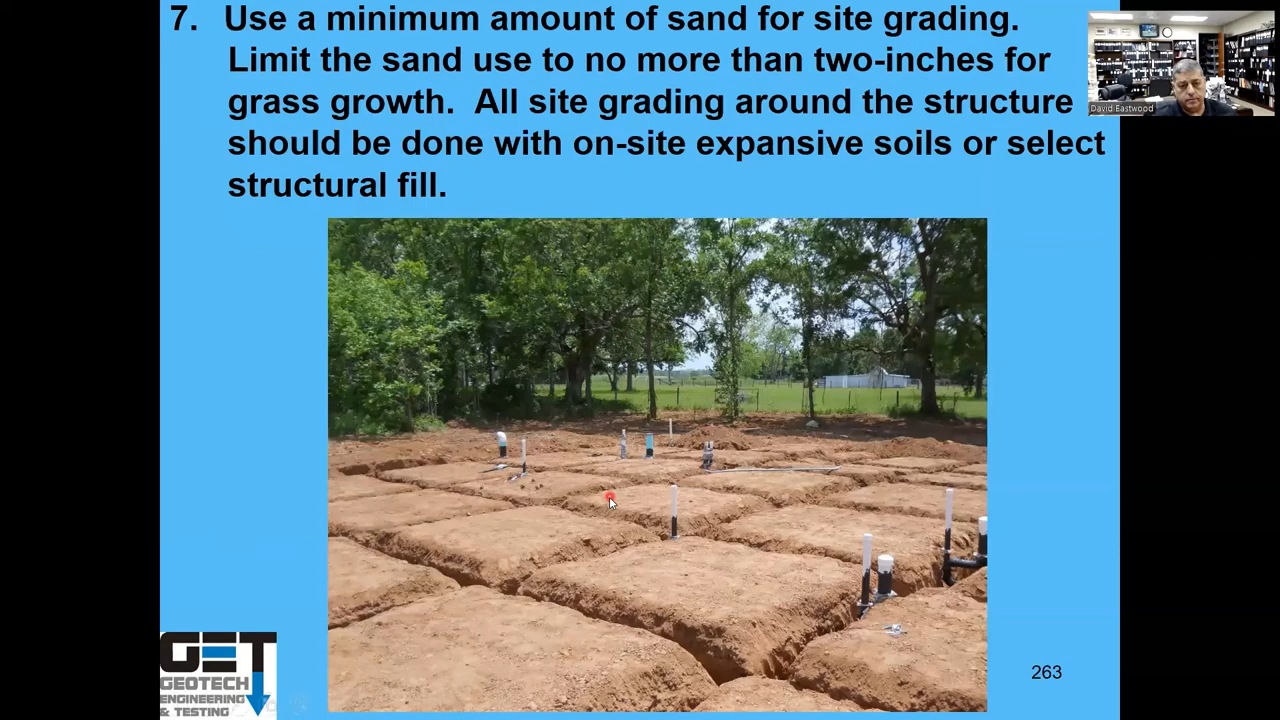 7. Use a minimum amount of sand for site grading.
Limit the sand use to no more than two-inches for
grass growth. All site grading around the structure
should be done with on-site expansive soils or select
structural fill.
David Eastwood
263
GET
GEOTECH
ENGINEERING
& TESTING